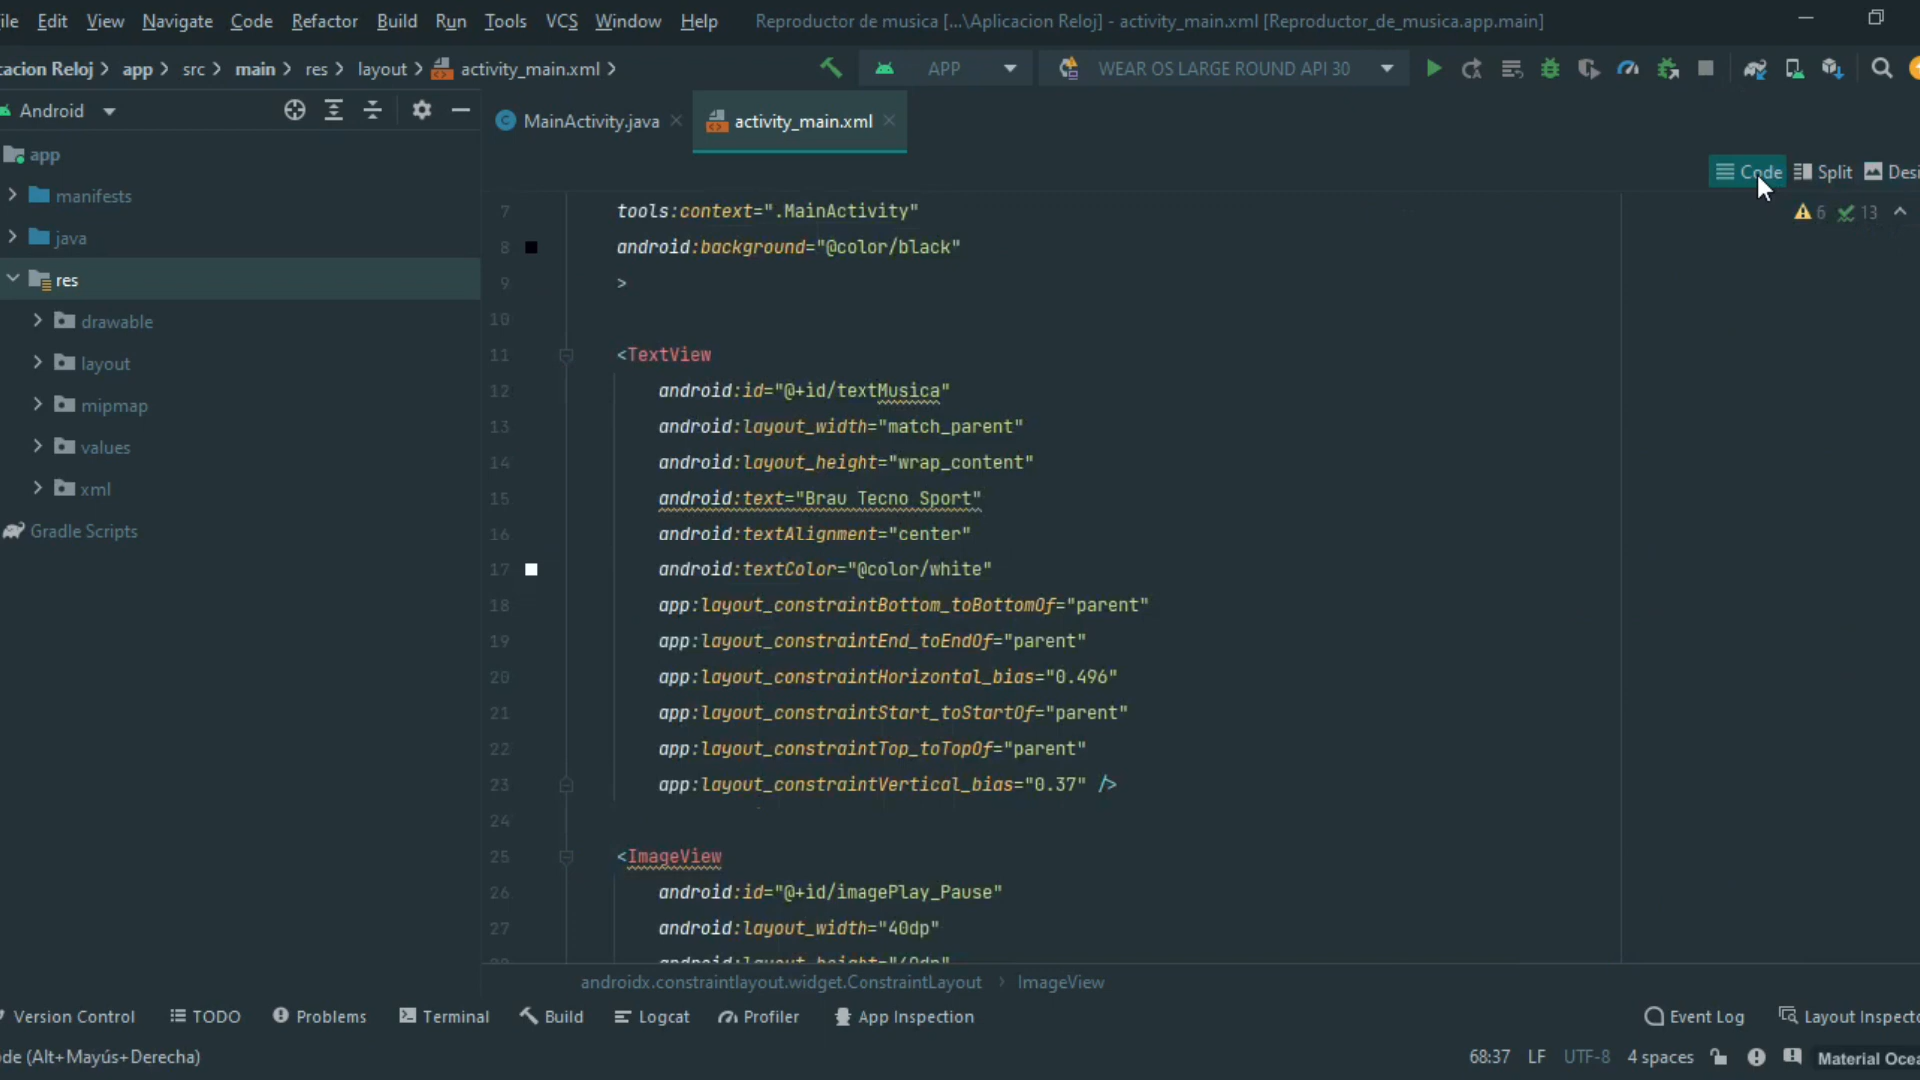 ile Edit View Navigate Code Refactor Build Run Tools VCS Window Help Reproductor de musica [...\Aplicacion Reloj] - activity_main.xml [Reproductor_de_musica.app.main]
cacion Reloj > app > src > main > res > layout > activity_main.xml > APP WEAR OS LARGE ROUND API 30
Android
MainActivity.java activity_main.xml
app
manifests
java
res
drawable
layout
mipmap
values
xml
Gradle Scripts
Code Split Desi
6 13
7 tools:context=".MainActivity"
8 android:background="@color/black"
9 >
10
11 <TextView
12 android:id="@+id/textMusica"
13 android:layout_width="match_parent"
14 android:layout_height="wrap_content"
15 android:text="Brau Tecno Sport"
16 android:textAlignment="center"
17 android:textColor="@color/white"
18 app:layout_constraintBottom_toBottomOf="parent"
19 app:layout_constraintEnd_toEndOf="parent"
20 app:layout_constraintHorizontal_bias="0.496"
21 app:layout_constraintStart_toStartOf="parent"
22 app:layout_constraintTop_toTopOf="parent"
23 app:layout_constraintVertical_bias="0.37" />
24
25 <ImageView
26 android:id="@+id/imagePlay_Pause"
27 android:layout_width="40dp"
28 android:layout_height="40dp"
androidx.constraintlayout.widget.ConstraintLayout > ImageView
Version Control TODO Problems Terminal Build Logcat Profiler App Inspection Event Log Layout Inspecto
ode (Alt+Mayús+Derecha) 68:37 LF UTF-8 4 spaces Material Ocea